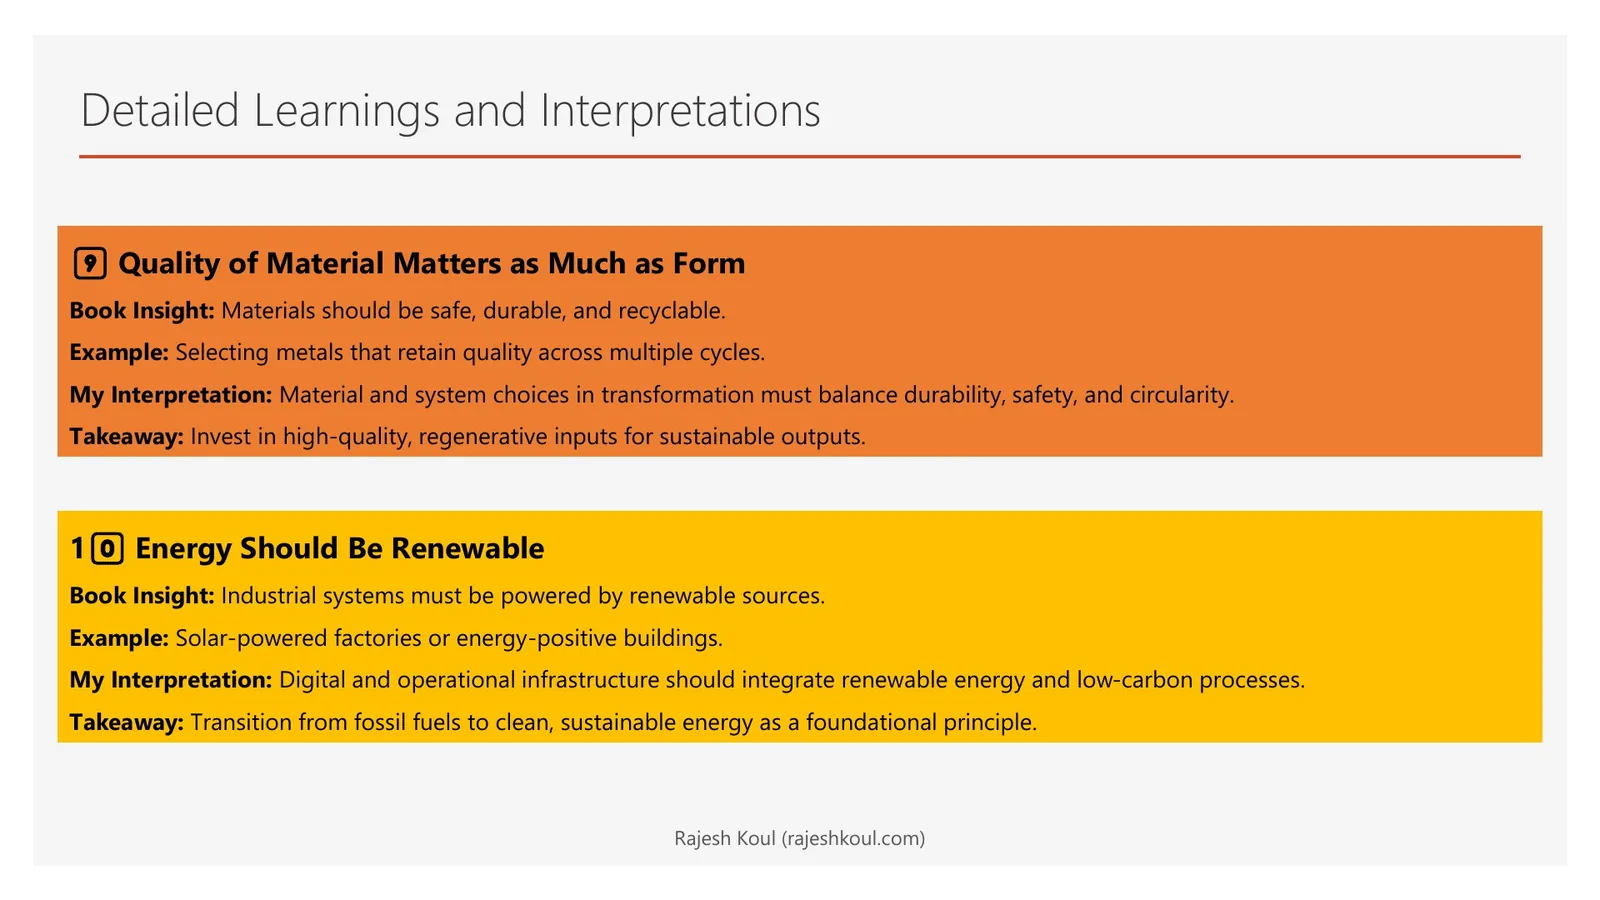 Detailed Learnings and Interpretations
9️⃣ Quality of Material Matters as Much as Form
Book Insight: Materials should be safe, durable, and recyclable.
Example: Selecting metals that retain quality across multiple cycles.
My Interpretation: Material and system choices in transformation must balance durability, safety, and circularity.
Takeaway: Invest in high-quality, regenerative inputs for sustainable outputs.
10️⃣ Energy Should Be Renewable
Book Insight: Industrial systems must be powered by renewable sources.
Example: Solar-powered factories or energy-positive buildings.
My Interpretation: Digital and operational infrastructure should integrate renewable energy and low-carbon processes.
Takeaway: Transition from fossil fuels to clean, sustainable energy as a foundational principle.
Rajesh Koul (rajeshkoul.com)